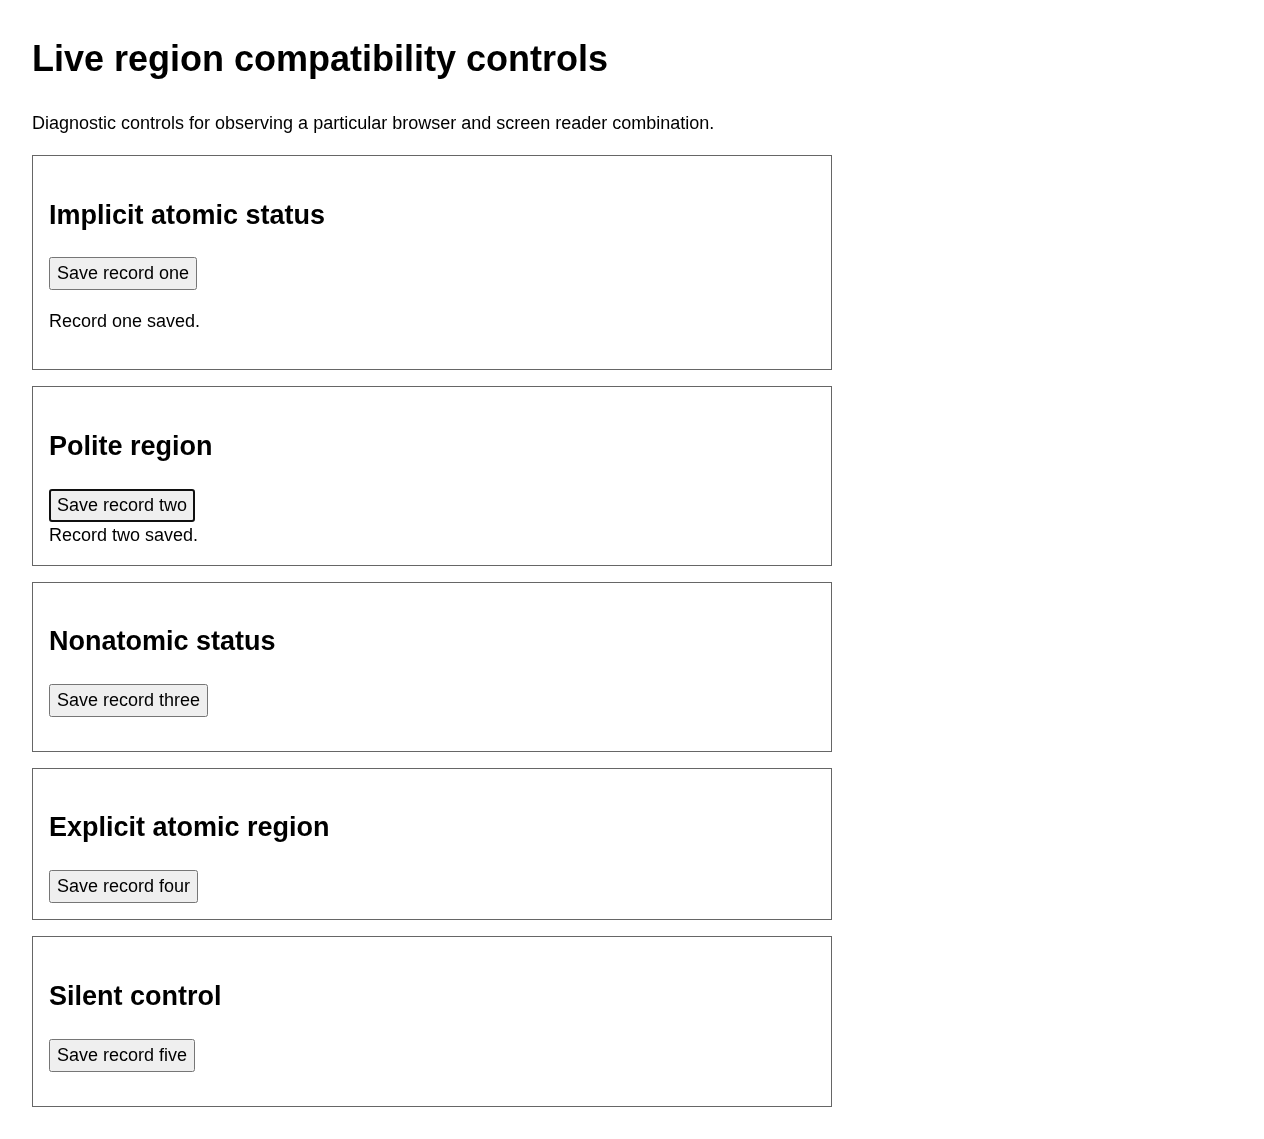 Live region compatibility controls
Diagnostic controls for observing a particular browser and screen reader combination.
Implicit atomic status
Save record one
Record one saved.
Polite region
Save record two
Record two saved.
Nonatomic status
Save record three
Explicit atomic region
Save record four
Silent control
Save record five